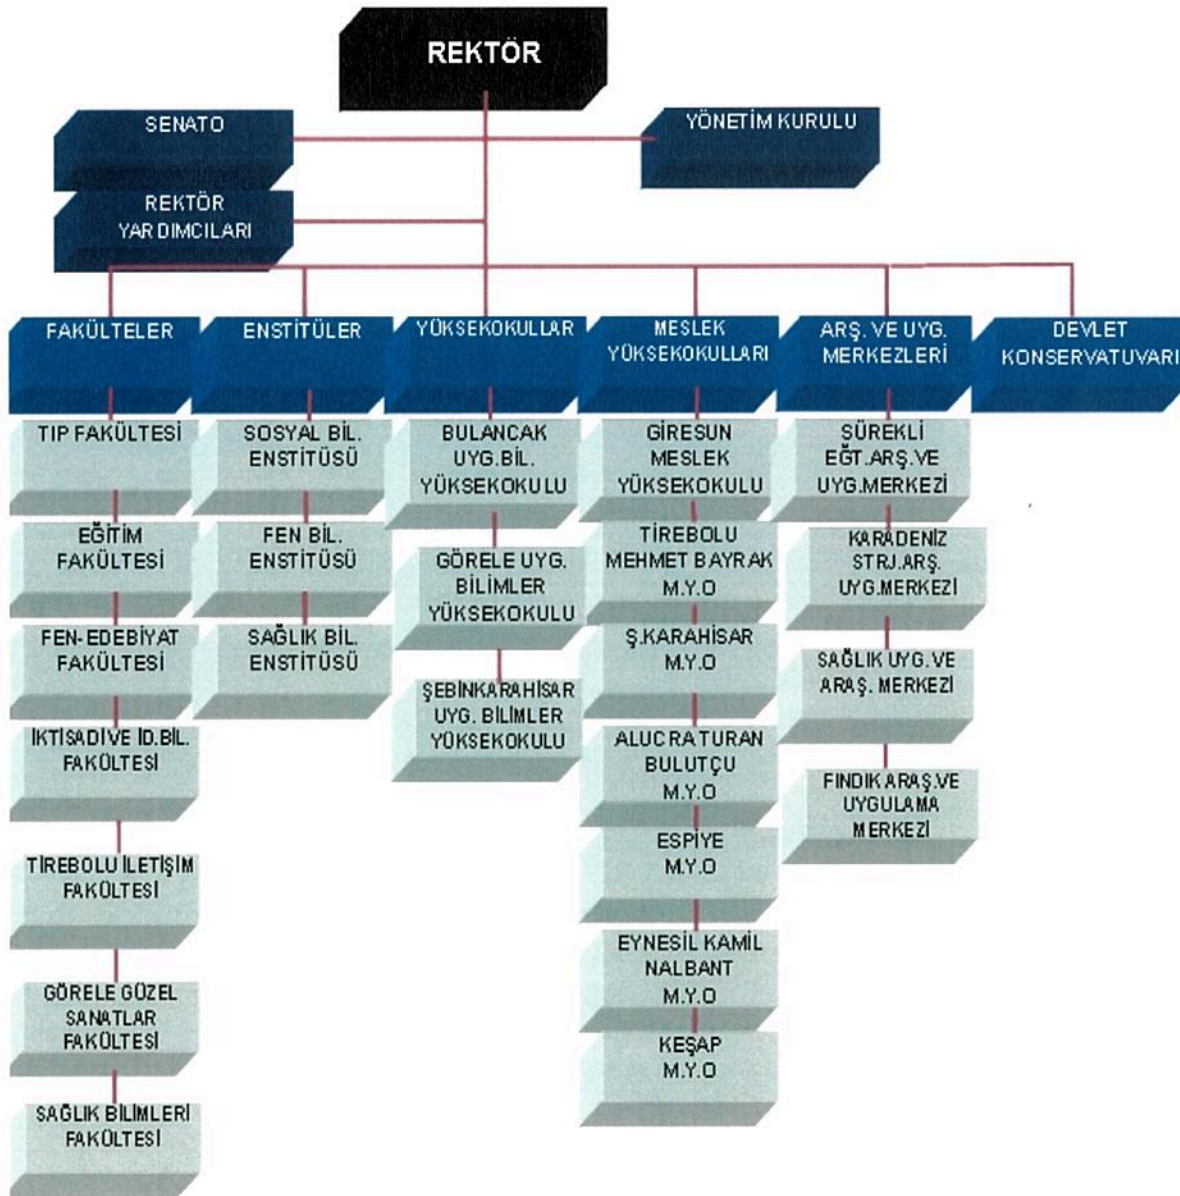 REKTÖR
SENATO
YÖNETİM KURULU
REKTÖR
YARDIMCILARI
FAKÜLTELER
TIP FAKÜLTESİ
EĞİTİM
FAKÜLTESİ
FEN-EDEBİYAT
FAKÜLTESİ
İKTİSADİ VE İD.BİL.
FAKÜLTESİ
TİREBOLU İLETİŞİM
FAKÜLTESİ
GÖRELE GÜZEL
SANATLAR
FAKÜLTESİ
SAĞLIK BİLİMLERİ
FAKÜLTESİ
ENSTİTÜLER
SOSYAL BİL.
ENSTİTÜSÜ
FEN BİL.
ENSTİTÜSÜ
SAĞLIK BİL.
ENSTİTÜSÜ
YÜKSEKOKULLAR
BULANCAK
UYG.BİL.
YÜKSEKOKULU
GÖRELE UYG.
BİLİMLER
YÜKSEKOKULU
ŞEBİNKARAHİSAR
UYG. BİLİMLER
YÜKSEKOKULU
MESLEK
YÜKSEKOKULLARI
GİRESUN
MESLEK
YÜKSEKOKULU
TİREBOLU
MEHMET BAYRAK
M.Y.O
Ş.KARAHİSAR
M.Y.O
ALUCRA TURAN
BULUTÇU
M.Y.O
ESPİYE
M.Y.O
EYNESİL KAMİL
NALBANT
M.Y.O
KEŞAP
M.Y.O
ARŞ. VE UYG.
MERKEZLERİ
SÜREKLİ
EĞT.ARŞ.VE
UYG.MERKEZİ
KARADENİZ
STRJ.ARŞ.
UYG.MERKEZİ
SAĞLIK UYG. VE
ARAŞ. MERKEZİ
FINDIK ARAŞ.VE
UYGULAMA
MERKEZİ
DEVLET
KONSERVATUVARI